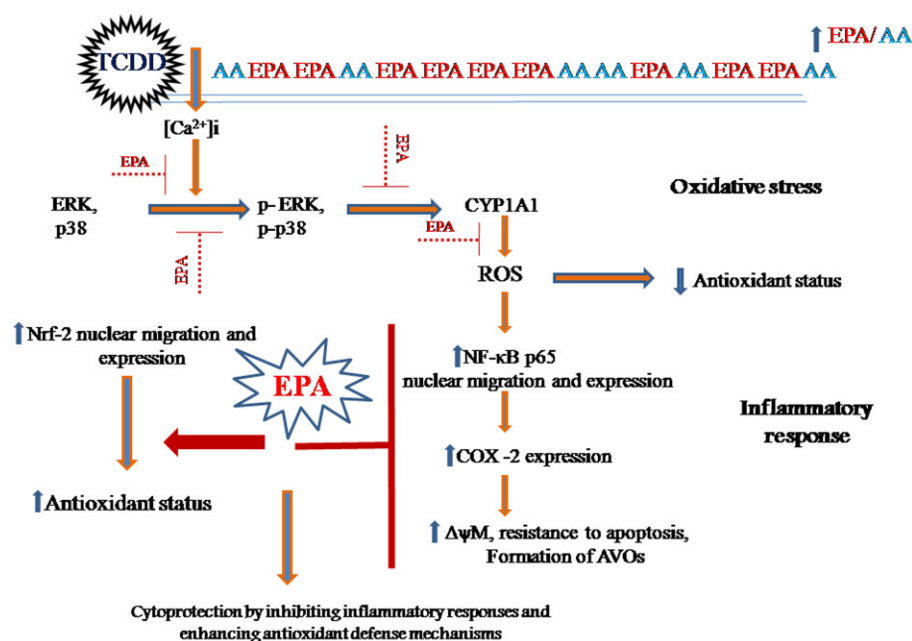 TCDD
EPA/ AA
AA EPA EPA AA EPA EPA EPA EPA AA AA EPA AA EPA EPA AA
[Ca²⁺]i
EPA
EPA
ERK,
p38
p- ERK,
p-p38
CYP1A1
Oxidative stress
EPA
EPA
ROS
Antioxidant status
Nrf-2 nuclear migration and
expression
NF-κB p65
nuclear migration and expression
EPA
Inflammatory
response
COX -2 expression
Antioxidant status
ΔψM, resistance to apoptosis,
Formation of AVOs
Cytoprotection by inhibiting inflammatory responses and
enhancing antioxidant defense mechanisms